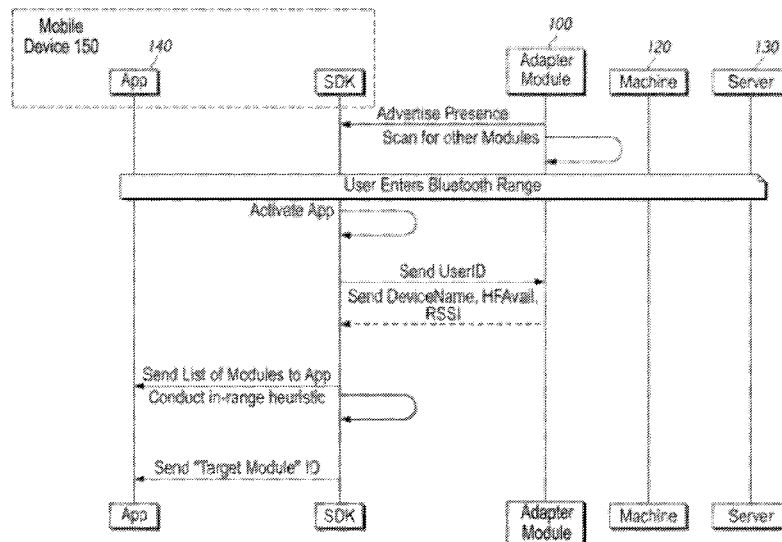 Mobile
Device 150
140
100
120
130
App
SDK
Adapter
Module
Machine
Server
Advertise Presence
Scan for other Modules
User Enters Bluetooth Range
Activate App
Send UserID
Send DeviceName, HFAvail,
RSSI
Send List of Modules to App
Conduct in-range heuristic
Send "Target Module" ID
App
SDK
Adapter
Module
Machine
Server